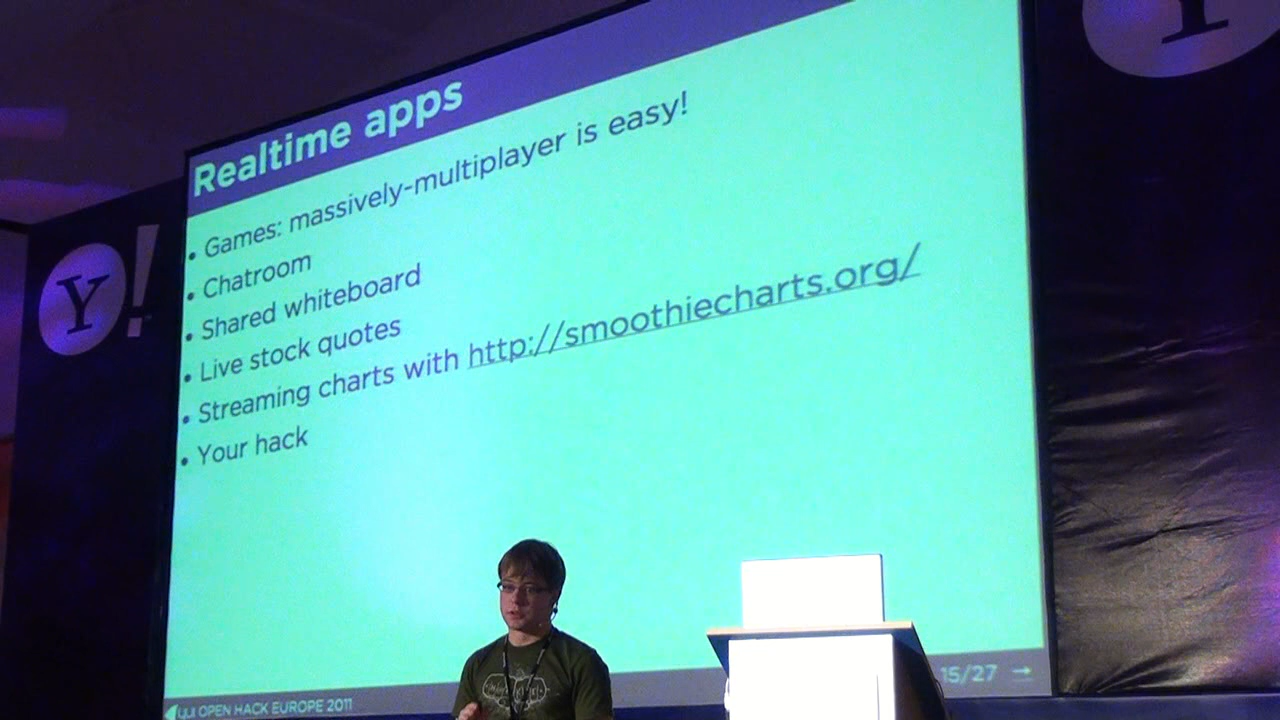 Realtime apps
• Games: massively-multiplayer is easy!
• Chatroom
• Shared whiteboard
• Live stock quotes
• Streaming charts with http://smoothiecharts.org/
• Your hack
Y!
Y
YUI OPEN HACK EUROPE 2011
15/27 →